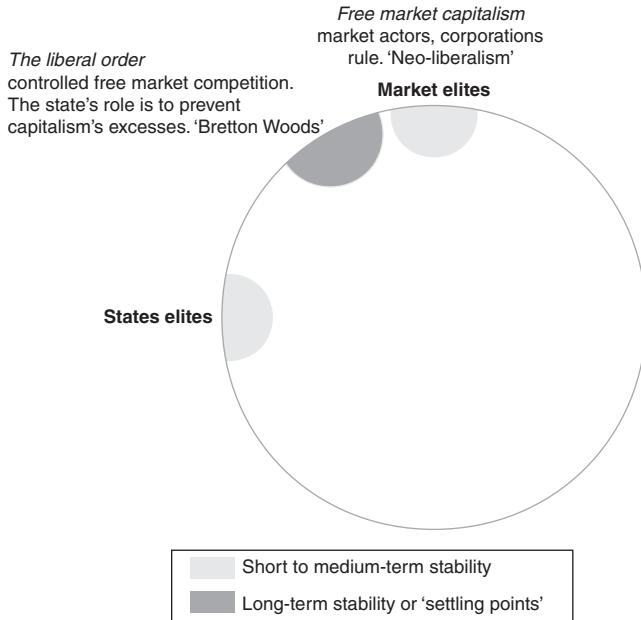 The liberal order
controlled free market competition.
The state's role is to prevent
capitalism's excesses. 'Bretton Woods'
Free market capitalism
market actors, corporations
rule. 'Neo-liberalism'
Market elites
States elites
Short to medium-term stability
Long-term stability or 'settling points'